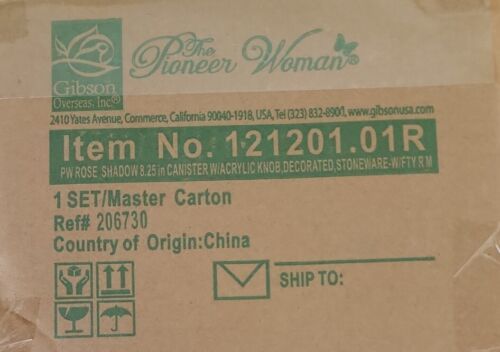 The
Pioneer Woman®
Gibson
Overseas, Inc.®
2410 Yates Avenue, Commerce, California 90040-1918, USA, Tel (323) 832-8900, www.gibsonusa.com
Item No. 121201.01R
PW ROSE SHADOW 8.25 in CANISTER W/ACRYLIC KNOB,DECORATED,STONEWARE-W/FTY R M
1 SET/Master Carton
Ref# 206730
Country of Origin:China
SHIP TO: